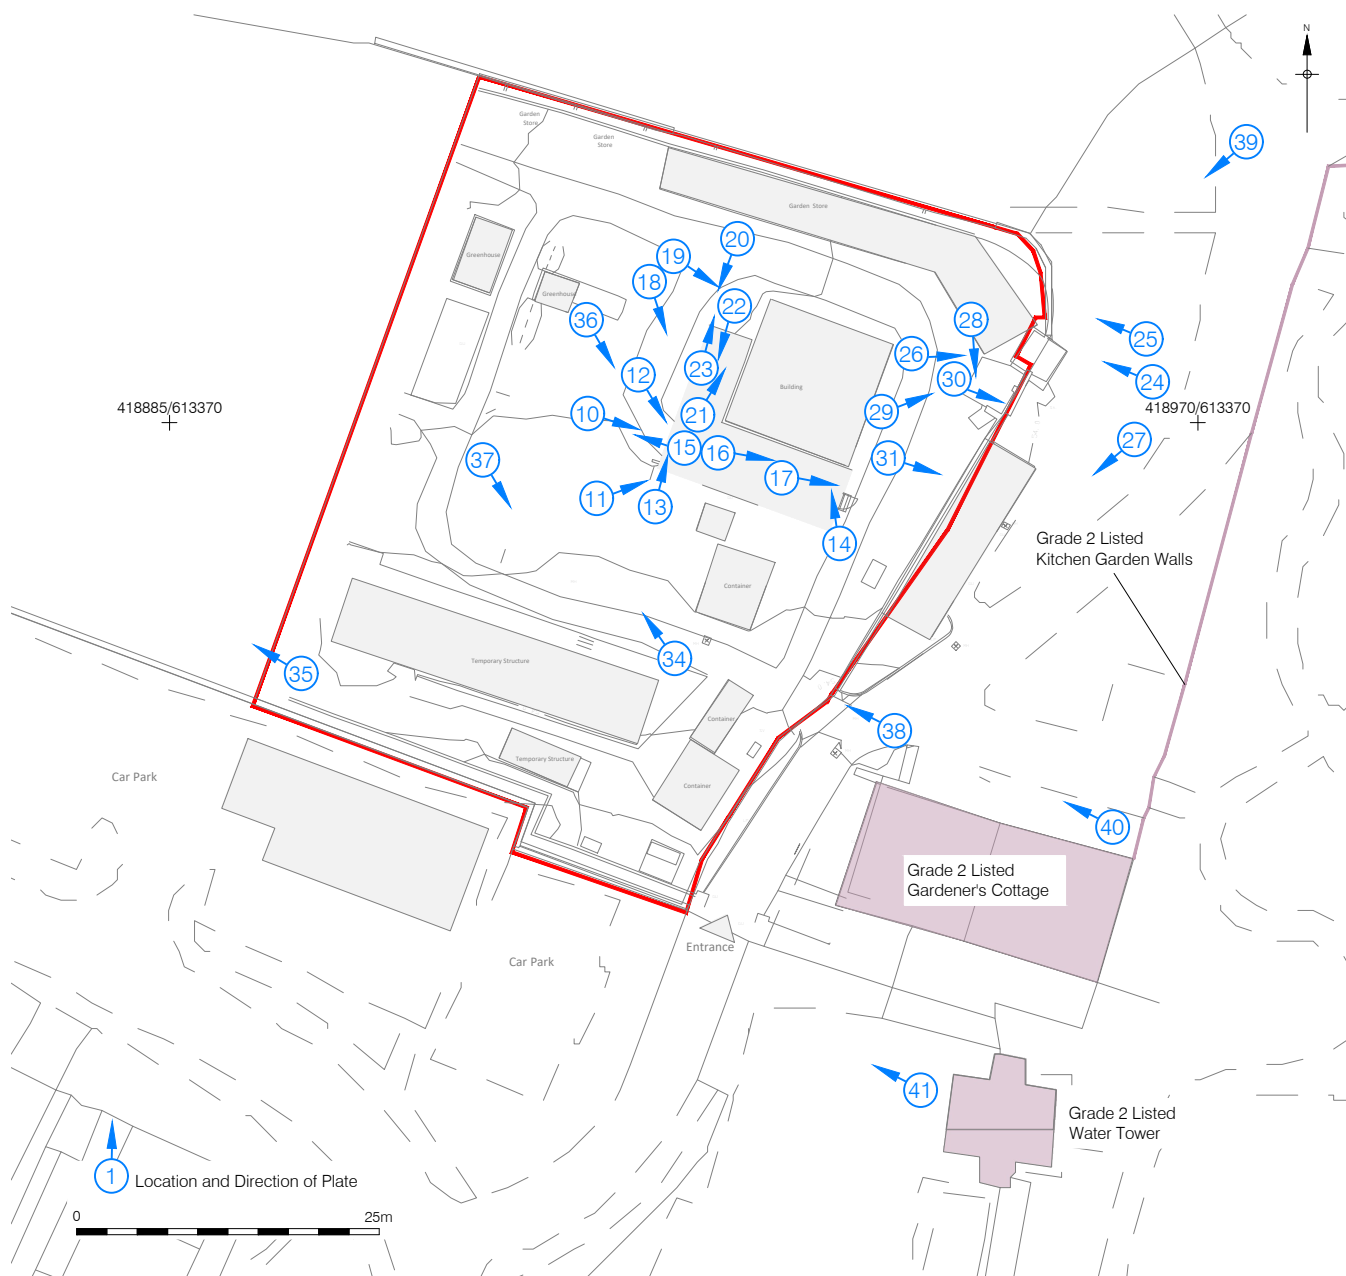 N
39
Garden
Store
Garden
Store
Garden Store
20
19
18
Greenhouse
Greenhouse
22
36
28
25
26
23
12
30
24
Building
418885/613370
10
21
29
418970/613370
15
16
27
37
31
17
11
13
14
Grade 2 Listed
Kitchen Garden Walls
Container
34
Temporary Structure
35
Container
38
Temporary Structure
Car Park
Container
40
Grade 2 Listed
Gardener's Cottage
Entrance
Car Park
41
Grade 2 Listed
Water Tower
1
Location and Direction of Plate
0
25m